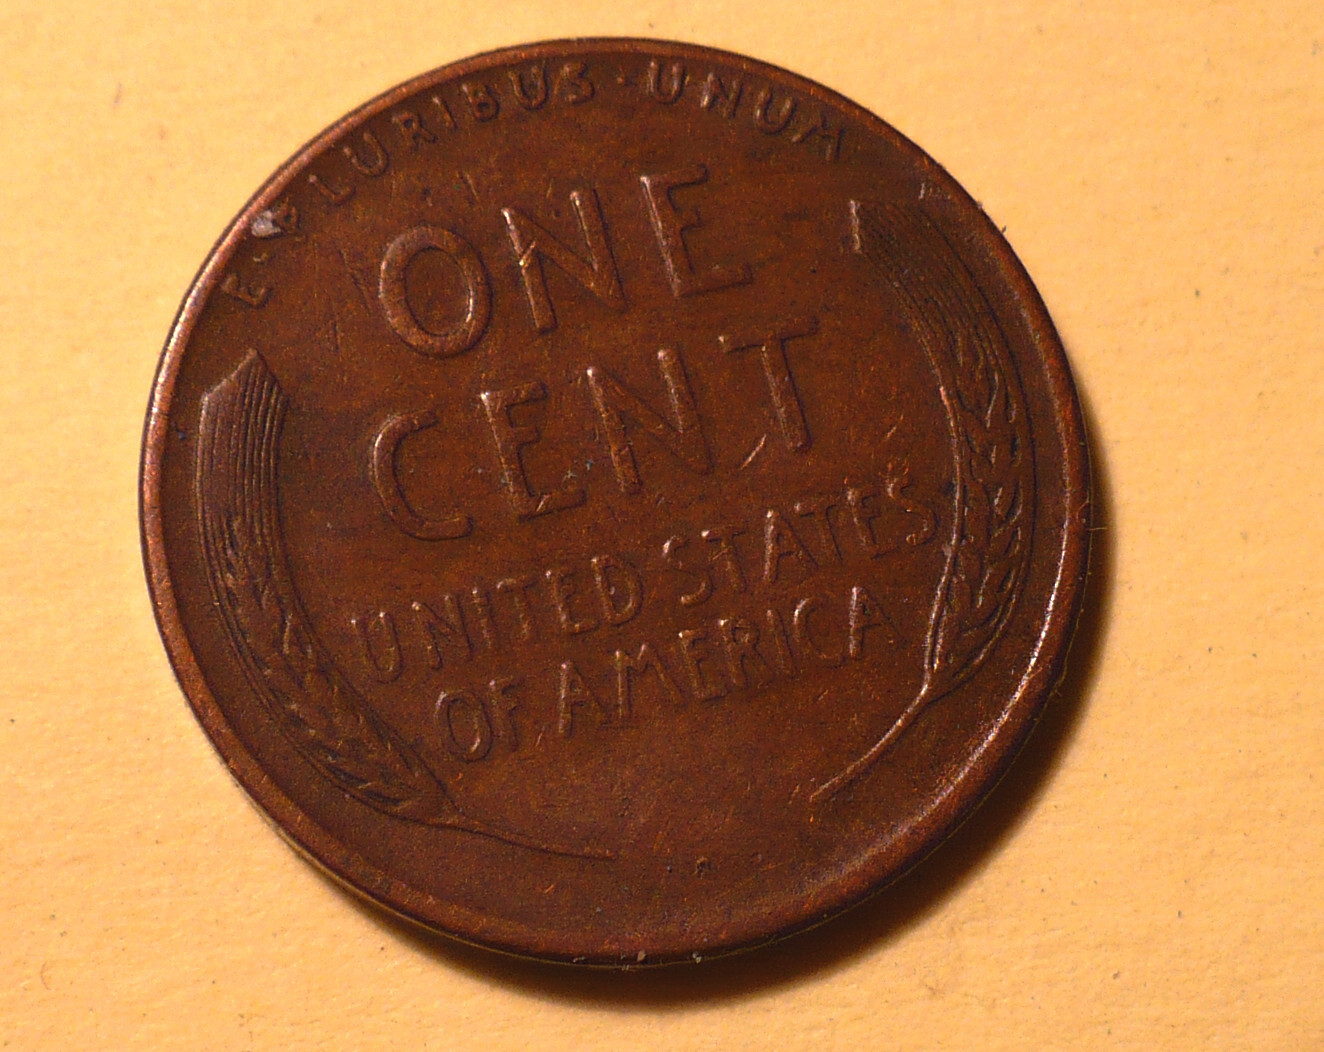 E · PLURIBUS · UNUM
ONE
CENT
UNITED STATES
OF AMERICA